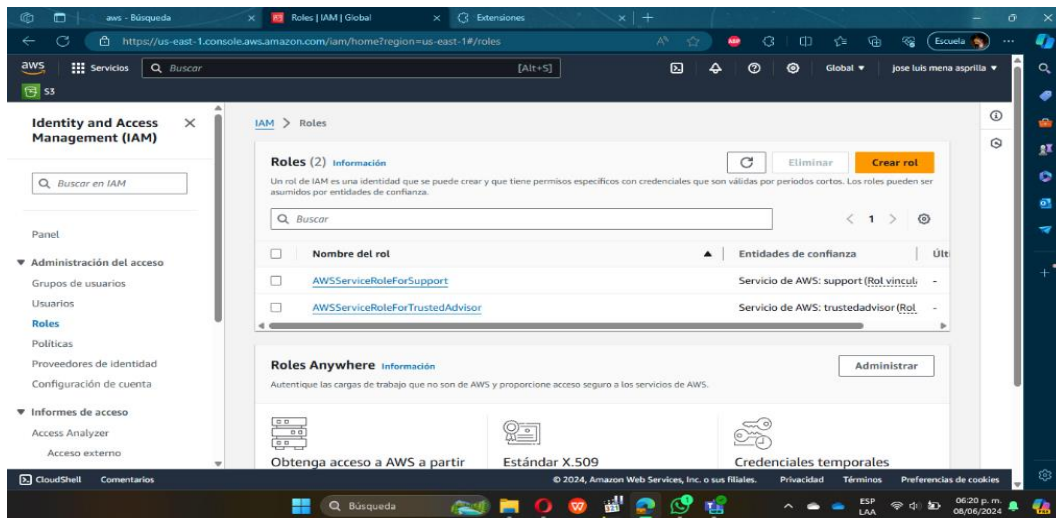 aws - Búsqueda
Roles | IAM | Global
Extensiones
https://us-east-1.console.aws.amazon.com/iam/home?region=us-east-1#/roles
Escuela
aws
Servicios
Buscar
[Alt+S]
Global
jose luis mena asprilla
S3
Identity and Access
Management (IAM)
Buscar en IAM
Panel
Administración del acceso
Grupos de usuarios
Usuarios
Roles
Políticas
Proveedores de identidad
Configuración de cuenta
Informes de acceso
Access Analyzer
Acceso externo
IAM > Roles
Roles (2) Información
Eliminar
Crear rol
Un rol de IAM es una identidad que se puede crear y que tiene permisos específicos con credenciales que son válidas por periodos cortos. Los roles pueden ser
asumidos por entidades de confianza.
Buscar
< 1 >
Nombre del rol
Entidades de confianza
Últi
AWSServiceRoleForSupport
Servicio de AWS: support (Rol vincula
-
AWSServiceRoleForTrustedAdvisor
Servicio de AWS: trustedadvisor (Rol
-
Roles Anywhere Información
Administrar
Autentique las cargas de trabajo que no son de AWS y proporcione acceso seguro a los servicios de AWS.
Obtenga acceso a AWS a partir
Estándar X.509
Credenciales temporales
CloudShell
Comentarios
© 2024, Amazon Web Services, Inc. o sus filiales.
Privacidad
Términos
Preferencias de cookies
Búsqueda
ESP
LAA
06:20 p. m.
08/06/2024